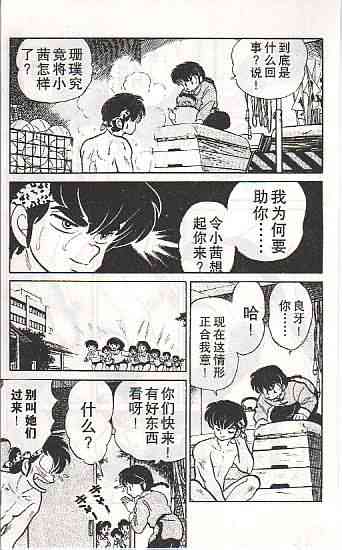 到底是
什么回
事？说！
珊璞究
竟将小
茜怎样
了？
我为何要
助你……
令小茜想
起你来？
良牙
你……
哈！
现在这情形
正合我意！
你们快来！
有好东西
看呀！
什么？
别叫她们
过来！